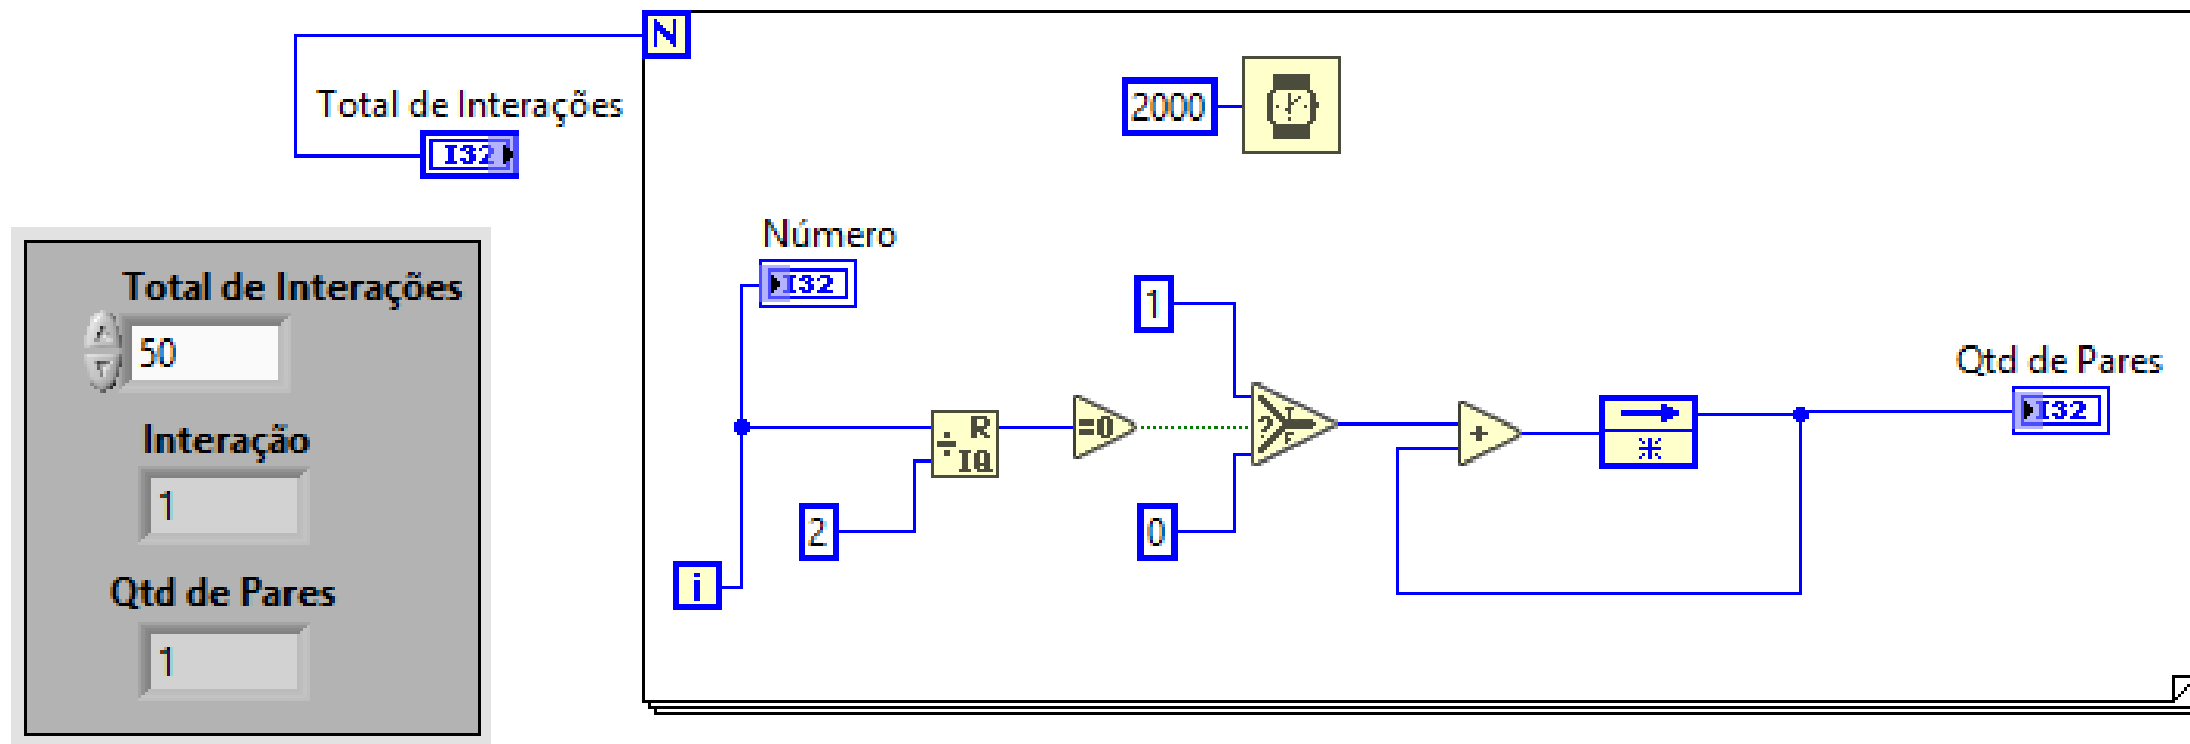 N
Total de Interações
I32
2000
Total de Interações
50
Interação
1
Qtd de Pares
1
Número
I32
1
R
IQ
=0
?
T
F
+
2
0
i
Qtd de Pares
I32